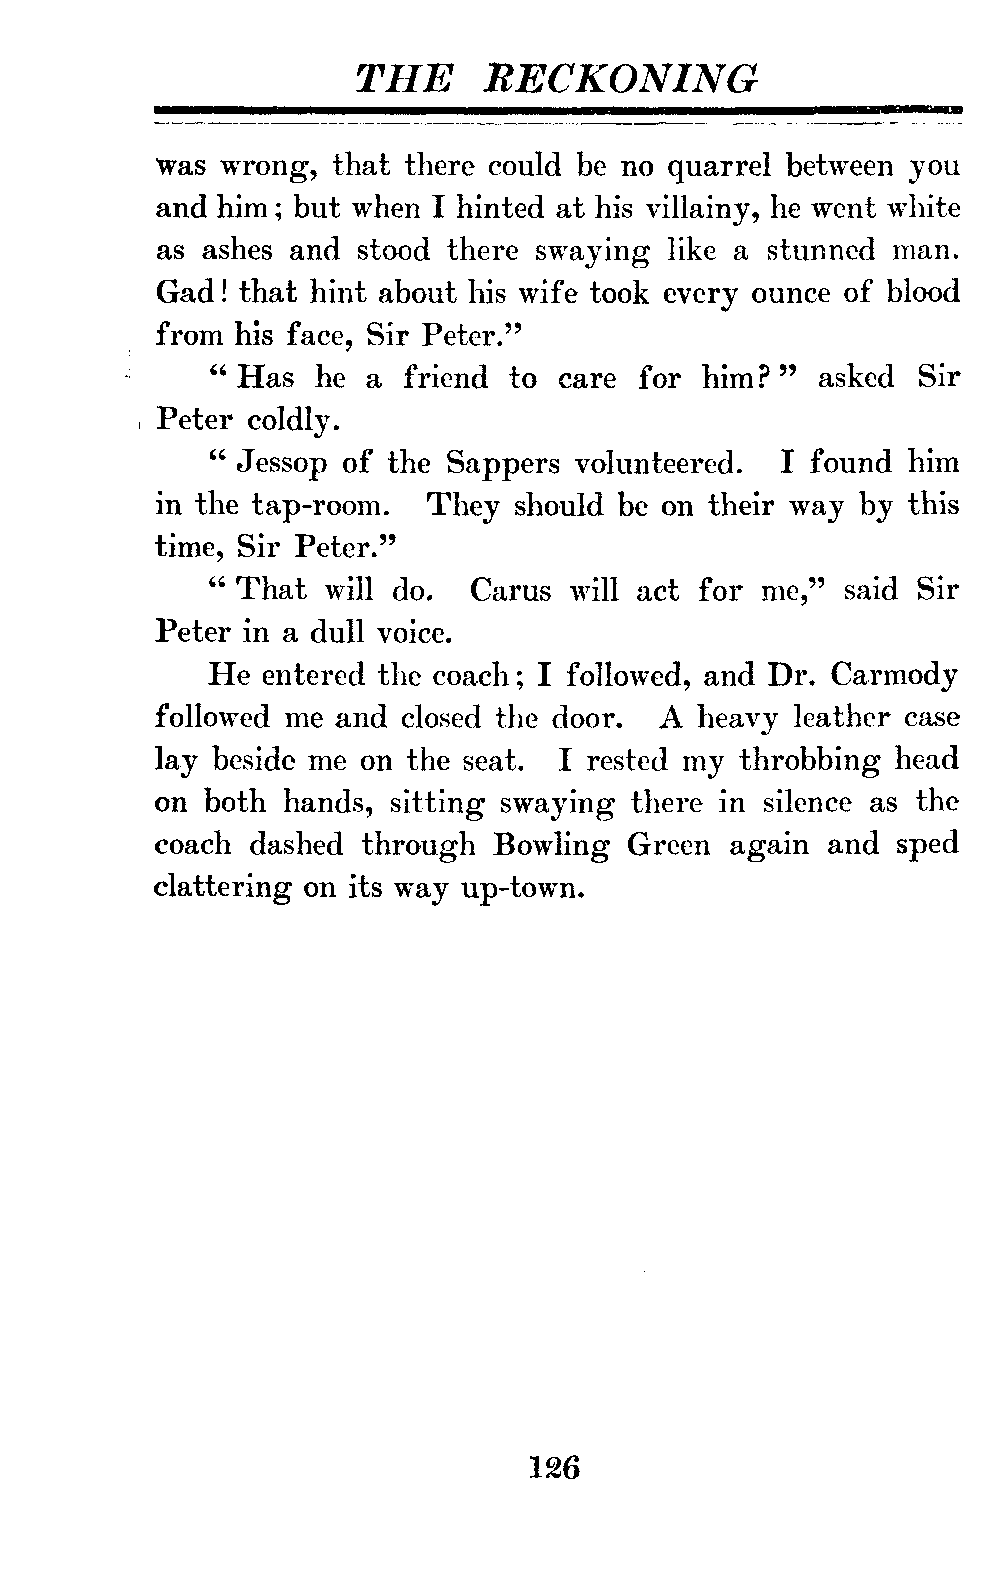 THE RECKONING
was wrong, that there could be no quarrel between you
and him; but when I hinted at his villainy, he went white
as ashes and stood there swaying like a stunned man.
Gad! that hint about his wife took every ounce of blood
from his face, Sir Peter.”
“Has he a friend to care for him?” asked Sir
Peter coldly.
“Jessop of the Sappers volunteered. I found him
in the tap-room. They should be on their way by this
time, Sir Peter.”
“That will do. Carus will act for me,” said Sir
Peter in a dull voice.
He entered the coach; I followed, and Dr. Carmody
followed me and closed the door. A heavy leather case
lay beside me on the seat. I rested my throbbing head
on both hands, sitting swaying there in silence as the
coach dashed through Bowling Green again and sped
clattering on its way up-town.
126